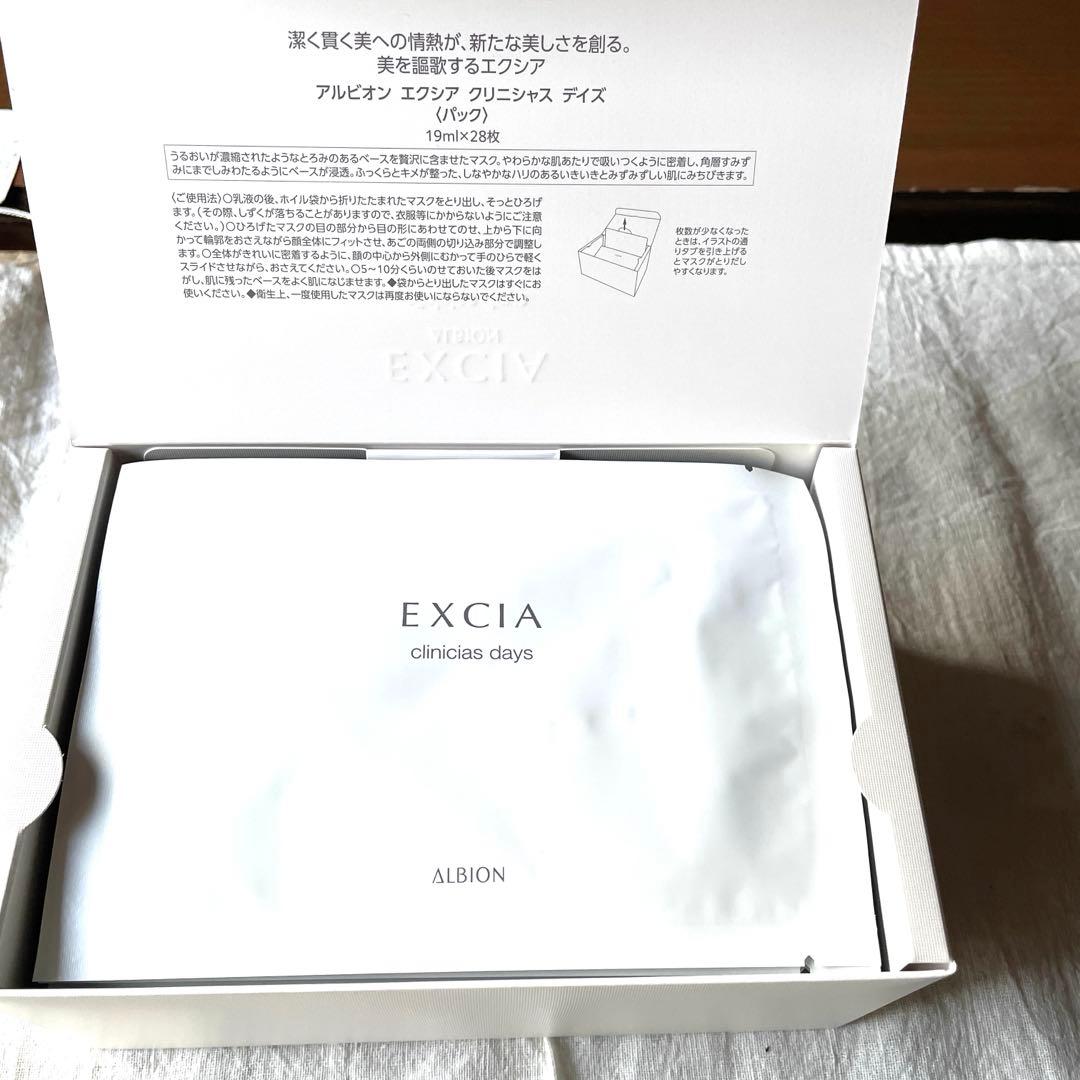 潔く貫く美への情熱が、新たな美しさを創る。
美を謳歌するエクシア
アルビオン エクシア クリニシャス デイズ
〈パック〉
19ml×28枚
うるおいが濃縮されたようなとろみのあるベースを贅沢に含ませたマスク。やわらかな肌あたりで吸いつくように密着し、角層すみず
みにまでしみわたるようにベースが浸透。ふっくらとキメが整った、しなやかなハリのあるいきいきとみずみずしい肌にみちびきます。
〈ご使用法〉○乳液の後、ホイル袋から折りたたまれたマスクをとり出し、そっとひろげ
ます。(その際、しずくが落ちることがありますので、衣服等にかからないようにご注意
ください。)○ひろげたマスクの目の部分から目の形にあわせてのせ、上から下に向
かって輪郭をおさえながら顔全体にフィットさせ、あごの両側の切り込み部分で調整し
ます。○全体がきれいに密着するように、顔の中心から外側にむかって手のひらで軽く
スライドさせながら、おさえてください。○5〜10分くらいのせておいた後マスクをは
がし、肌に残ったベースをよく肌になじませます。◆袋からとり出したマスクはすぐにお
使いください。◆衛生上、一度使用したマスクは再度お使いにならないでください。
枚数が少なくなった
ときは、イラストの通
りタブを引き上げる
とマスクがとりだし
やすくなります。
ALBION
EXCIA
EXCIA
clinicias days
ALBION